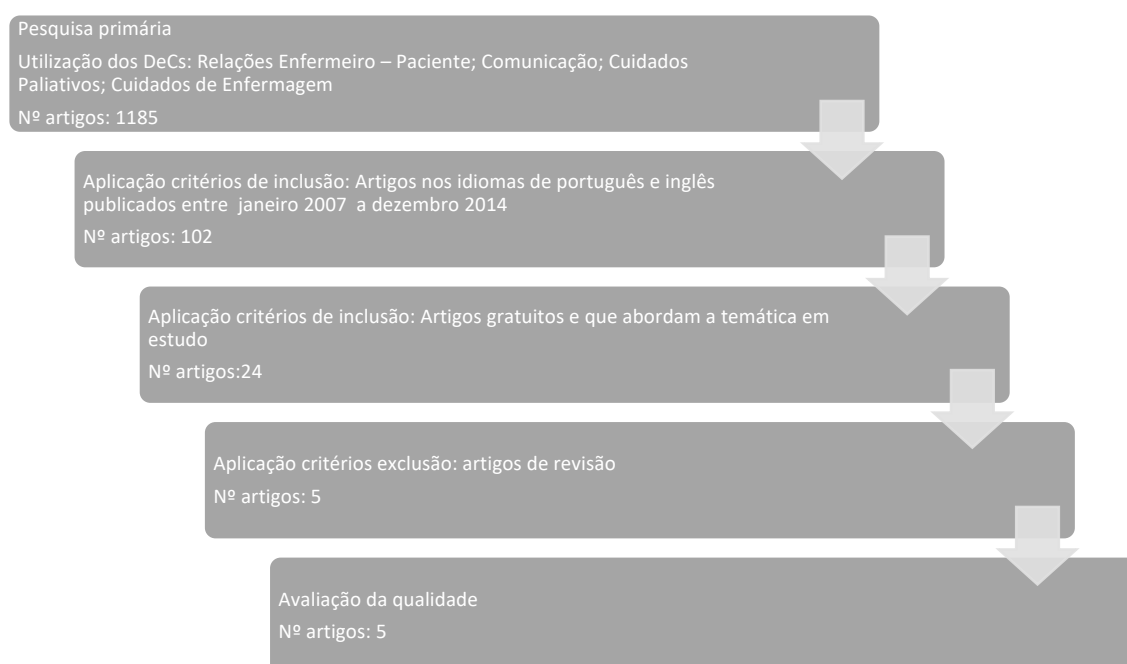 Pesquisa primária
Utilização dos DeCs: Relações Enfermeiro – Paciente; Comunicação; Cuidados
Paliativos; Cuidados de Enfermagem
Nº artigos: 1185
Aplicação critérios de inclusão: Artigos nos idiomas de português e inglês
publicados entre janeiro 2007 a dezembro 2014
Nº artigos: 102
Aplicação critérios de inclusão: Artigos gratuitos e que abordam a temática em
estudo
Nº artigos:24
Aplicação critérios exclusão: artigos de revisão
Nº artigos: 5
Avaliação da qualidade
Nº artigos: 5